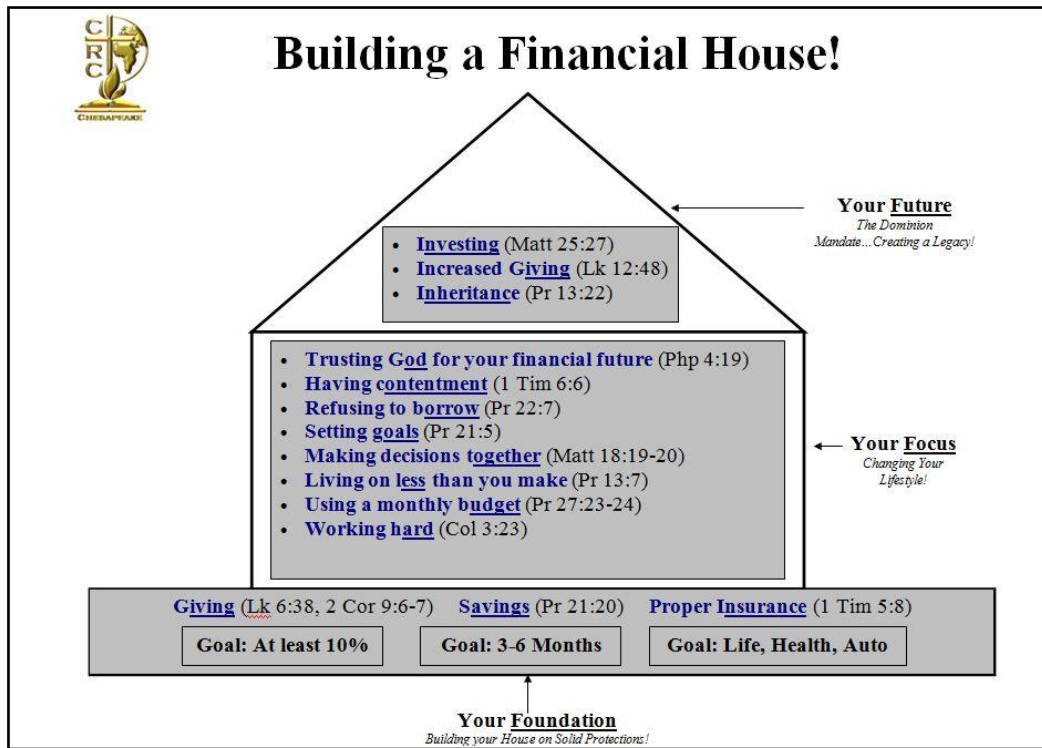 C
R
C
CHESAPEAKE
Building a Financial House!
Your Future
The Dominion
Mandate...Creating a Legacy!
• Investing (Matt 25:27)
• Increased Giving (Lk 12:48)
• Inheritance (Pr 13:22)
• Trusting God for your financial future (Php 4:19)
• Having contentment (1 Tim 6:6)
• Refusing to borrow (Pr 22:7)
• Setting goals (Pr 21:5)
• Making decisions together (Matt 18:19-20)
• Living on less than you make (Pr 13:7)
• Using a monthly budget (Pr 27:23-24)
• Working hard (Col 3:23)
Your Focus
Changing Your
Lifestyle!
Giving (Lk 6:38, 2 Cor 9:6-7) Savings (Pr 21:20) Proper Insurance (1 Tim 5:8)
Goal: At least 10% Goal: 3-6 Months Goal: Life, Health, Auto
Your Foundation
Building your House on Solid Protections!